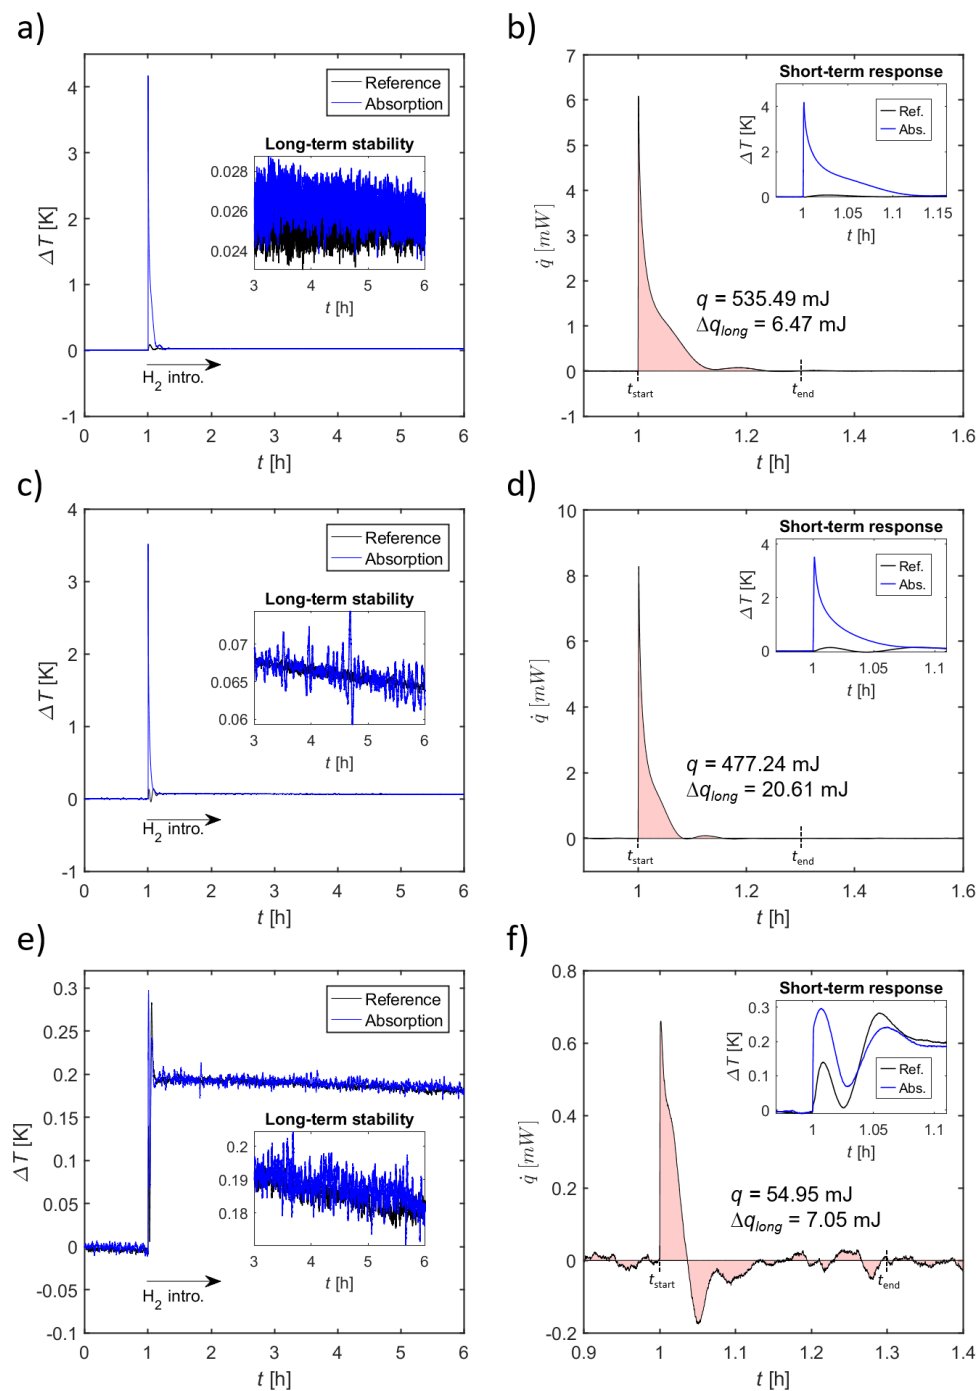 a)
4
3
2
1
0
-1
0
1
2
3
4
5
6
ΔT [K]
t [h]
Reference
Absorption
Long-term stability
0.028
0.026
0.024
3
4
5
6
t [h]
H2 intro.
b)
7
6
5
4
3
2
1
0
-1
1
1.2
1.4
1.6
q̇ [mW]
t [h]
Short-term response
Ref.
Abs.
4
2
0
ΔT [K]
1
1.05
1.1
1.15
t [h]
q = 535.49 mJ
Δqlong = 6.47 mJ
tstart
tend
c)
4
3
2
1
0
-1
0
1
2
3
4
5
6
ΔT [K]
t [h]
Reference
Absorption
Long-term stability
0.07
0.065
0.06
3
4
5
6
t [h]
H2 intro.
d)
10
8
6
4
2
0
1
1.2
1.4
1.6
q̇ [mW]
t [h]
Short-term response
Ref.
Abs.
4
2
0
ΔT [K]
1
1.05
1.1
t [h]
q = 477.24 mJ
Δqlong = 20.61 mJ
tstart
tend
e)
0.3
0.25
0.2
0.15
0.1
0.05
0
-0.05
-0.1
0
1
2
3
4
5
6
ΔT [K]
t [h]
Reference
Absorption
Long-term stability
0.2
0.19
0.18
3
4
5
6
t [h]
H2 intro.
f)
0.8
0.6
0.4
0.2
0
-0.2
0.9
1
1.1
1.2
1.3
1.4
q̇ [mW]
t [h]
Short-term response
0.3
0.2
0.1
0
ΔT [K]
Ref.
Abs.
1
1.05
1.1
t [h]
q = 54.95 mJ
Δqlong = 7.05 mJ
tstart
tend